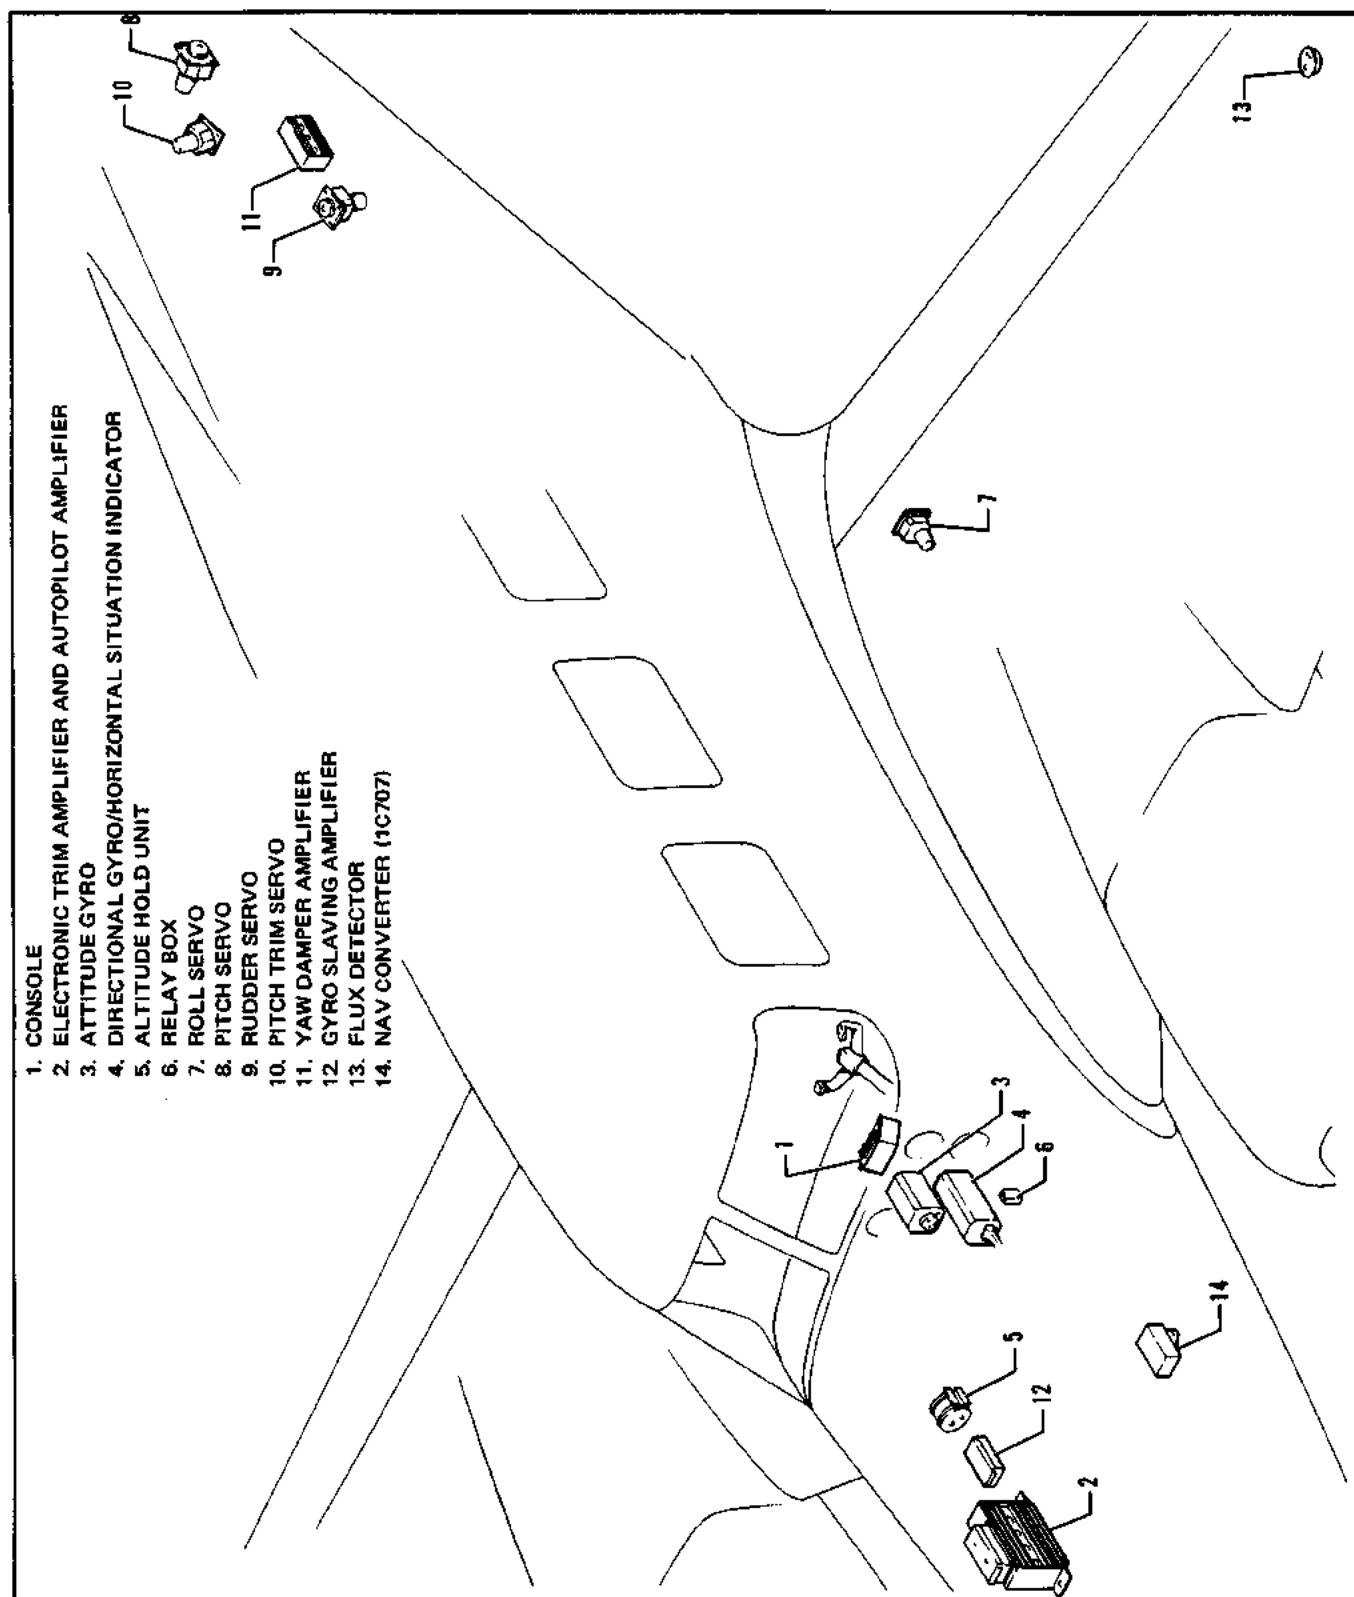 1. CONSOLE
2. ELECTRONIC TRIM AMPLIFIER AND AUTOPILOT AMPLIFIER
3. ATTITUDE GYRO
4. DIRECTIONAL GYRO/HORIZONTAL SITUATION INDICATOR
5. ALTITUDE HOLD UNIT
6. RELAY BOX
7. ROLL SERVO
8. PITCH SERVO
9. RUDDER SERVO
10. PITCH TRIM SERVO
11. YAW DAMPER AMPLIFIER
12. GYRO SLAVING AMPLIFIER
13. FLUX DETECTOR
14. NAV CONVERTER (1C707)
8
10
11
9
13
7
1
3
4
6
14
5
12
2